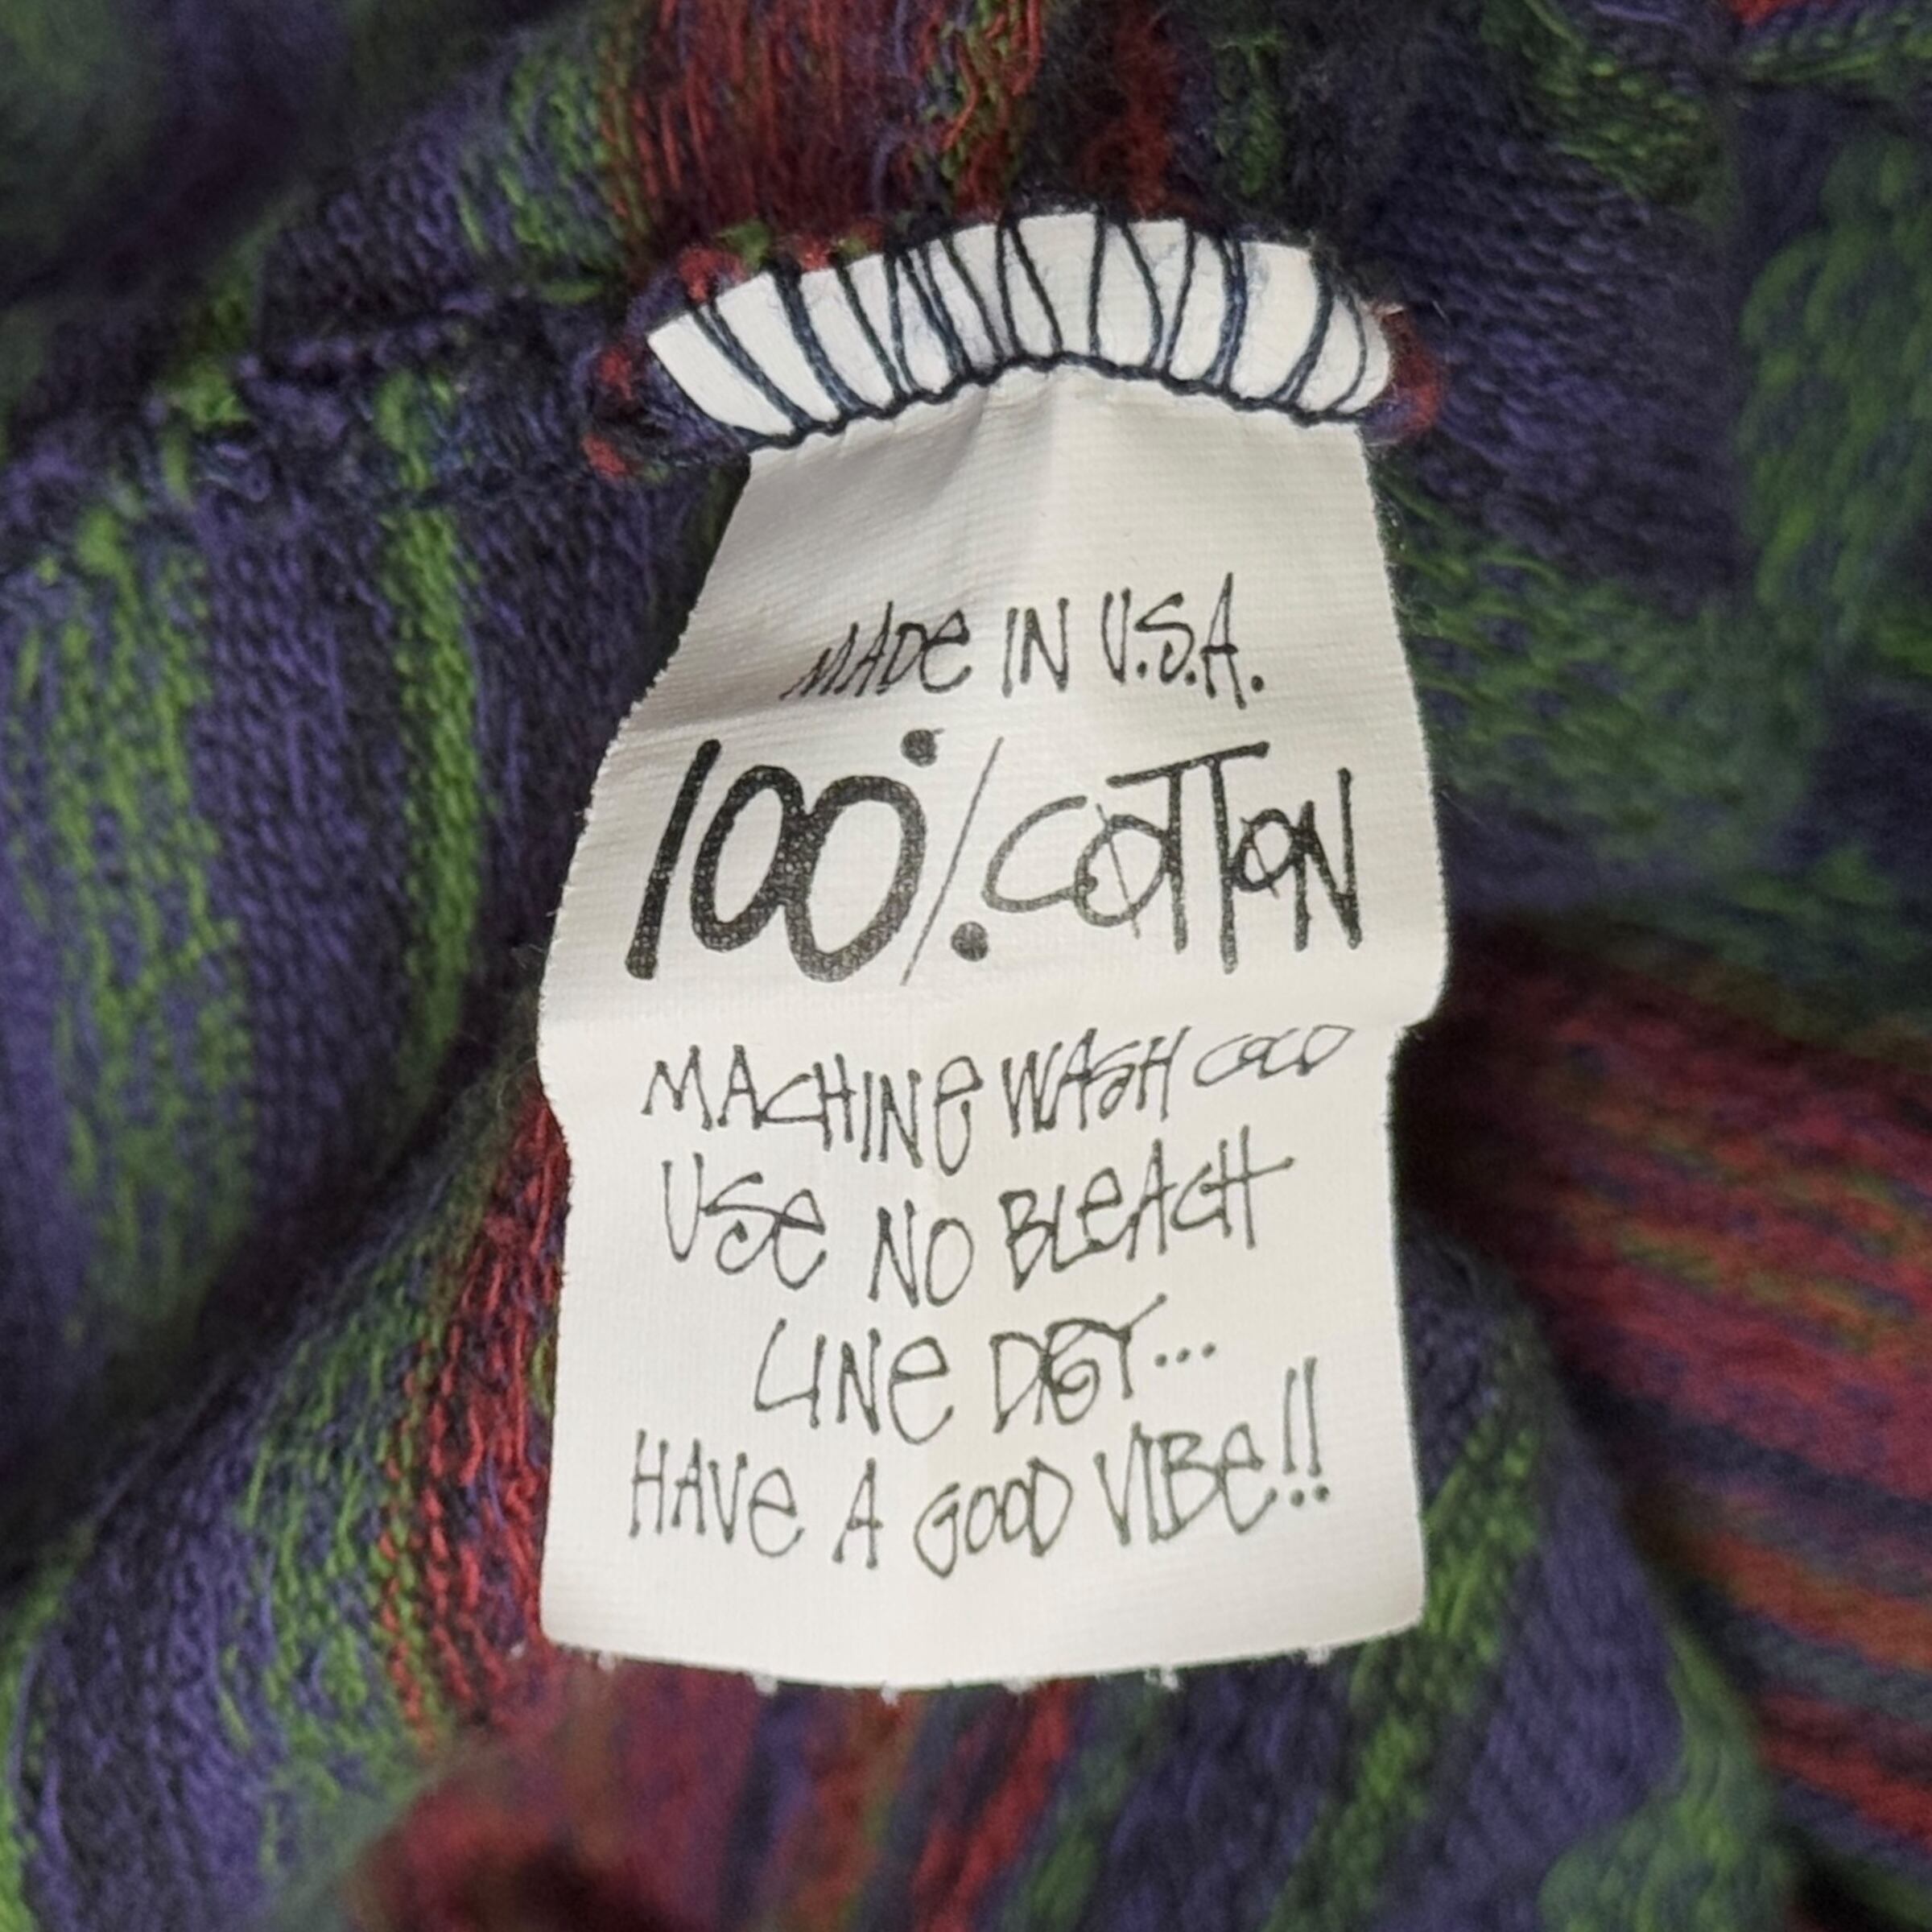 MADe IN U.S.A.
100% COTTON
MACHINe WASH COLD
USe NO BLeACH
LINe DRY...
HAVe A GOOD VIBe!!